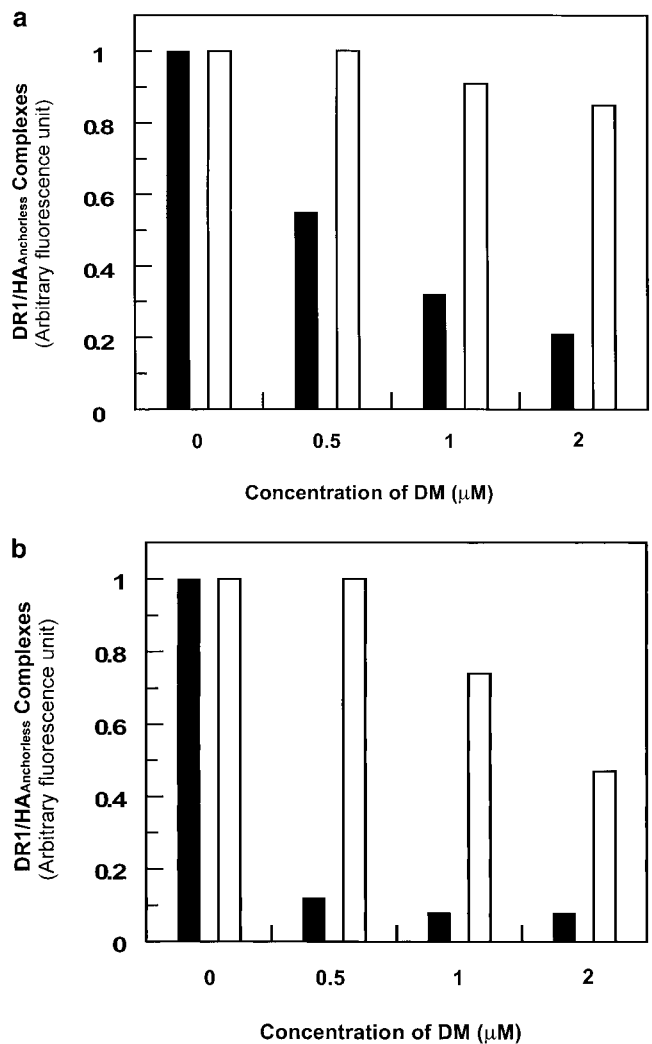 a
DR1/HAAnchorless Complexes
(Arbitrary fluorescence unit)
1
0.8
0.6
0.4
0.2
0
0 0.5 1 2
Concentration of DM (μM)
b
DR1/HAAnchorless Complexes
(Arbitrary fluorescence unit)
1
0.8
0.6
0.4
0.2
0
0 0.5 1 2
Concentration of DM (μM)